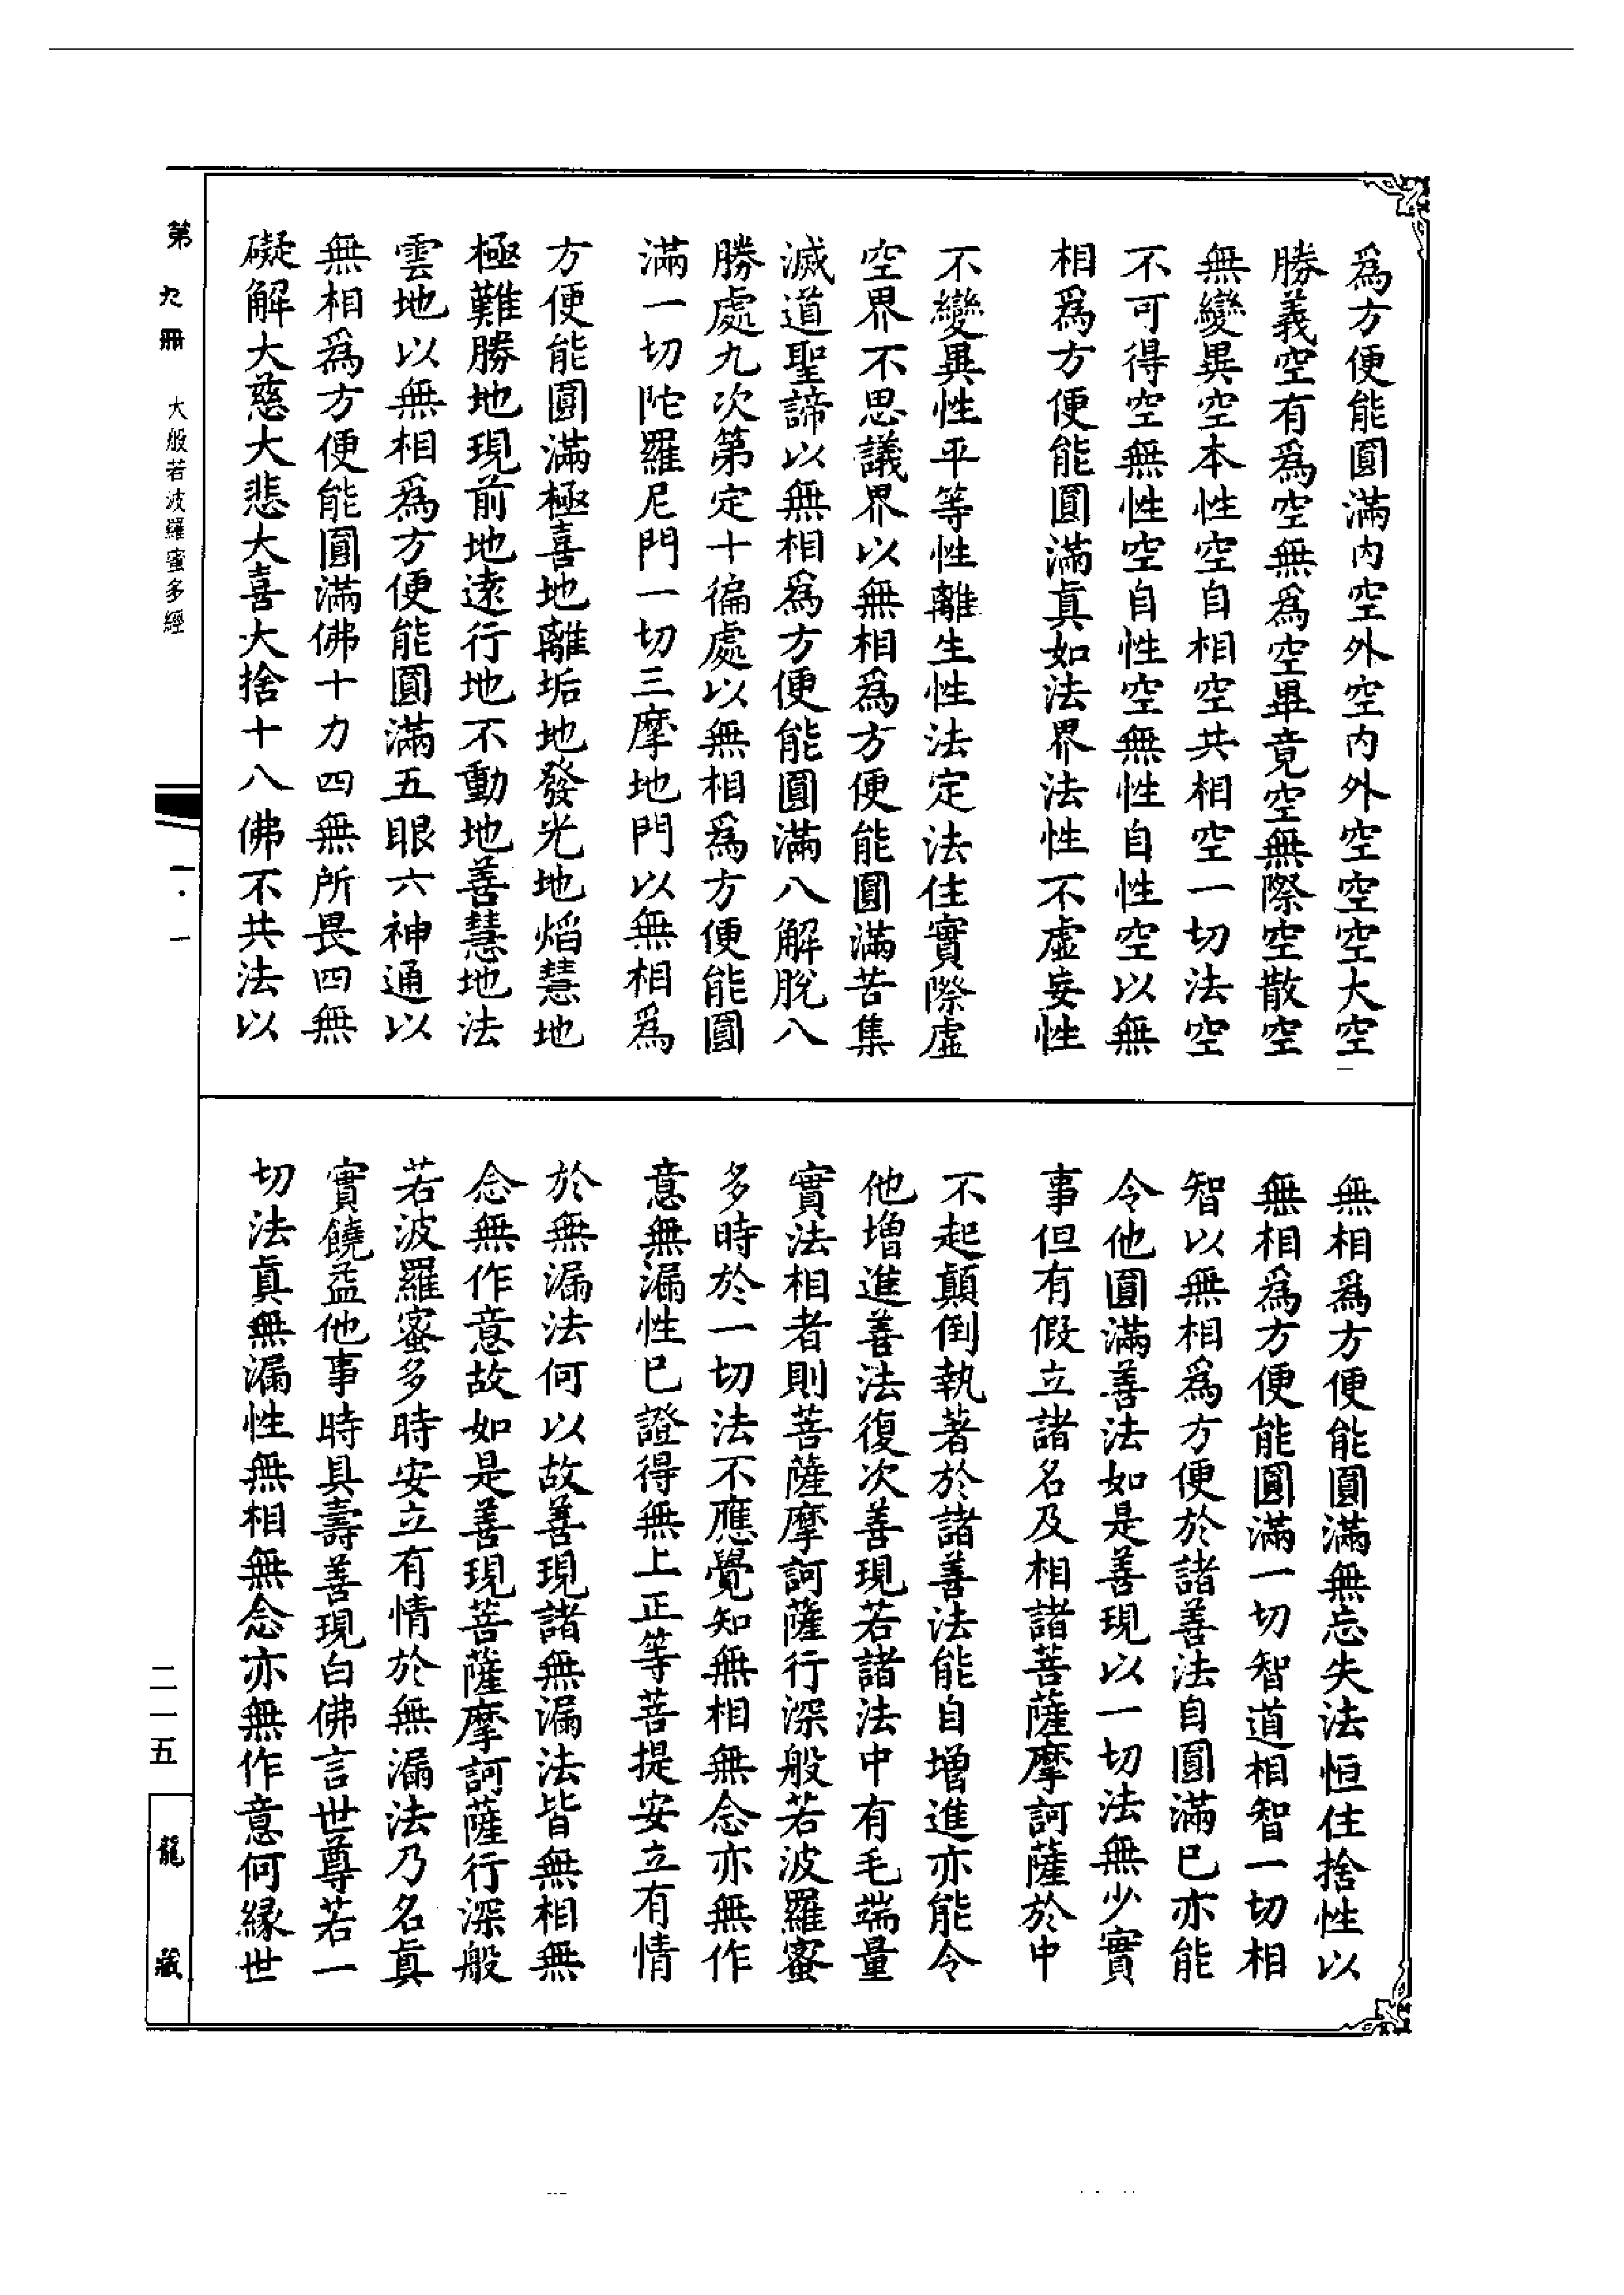 爲方便能圓滿内空外空内外空空空大空
勝義空有爲空無爲空畢竟空無際空散空
無變異空本性空自相空共相空一切法空
不可得空無性空自性空無性自性空以無
相爲方便能圓滿真如法界法性不虛妄性
不變異性平等性離生性法定法住實際虛
空界不思議界以無相爲方便能圓滿苦集
滅道聖諦以無相爲方便能圓滿八解脫八
勝處九次第定十徧處以無相爲方便能圓
滿一切陀羅尼門一切三摩地門以無相爲
方便能圓滿極喜地離垢地發光地焰慧地
極難勝地現前地遠行地不動地善慧地法
雲地以無相爲方便能圓滿五眼六神通以
無相爲方便能圓滿佛十力四無所畏四無
礙解大慈大悲大喜大捨十八佛不共法以
無相爲方便能圓滿無忘失法恒住捨性以
無相爲方便能圓滿一切智道相智一切相
智以無相爲方便於諸善法自圓滿已亦能
令他圓滿善法如是善現以一切法無少實
事但有假立諸名及相諸菩薩摩訶薩於中
不起顛倒執著於諸善法能自增進亦能令
他增進善法復次善現若諸法中有毛端量
實法相者則菩薩摩訶薩行深般若波羅蜜
多時於一切法不應覺知無相無念亦無作
意無漏性已證得無上正等菩提安立有情
於無漏法何以故善現諸無漏法皆無相無
念無作意故如是善現菩薩摩訶薩行深般
若波羅蜜多時安立有情於無漏法乃名真
實饒益他事時具壽善現白佛言世尊若一
切法真無漏性無相無念亦無作意何緣世
第九冊 大般若波羅蜜多經
一·一
二一五
龍藏